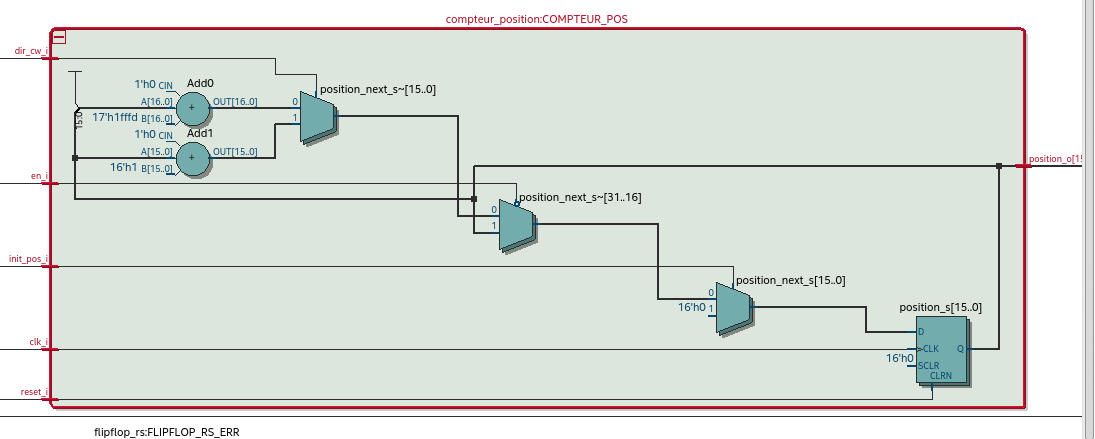 compteur_position:COMPTEUR_POS
dir_cw_i
position_next_s~[15..0]
1'h0 CIN
Add0
A[16..0]
OUT[16..0]
0
17'h1fffd B[16..0]
+
1
15:0
1'h0 CIN
Add1
A[15..0]
OUT[15..0]
16'h1 B[15..0]
+
position_o[15
en_i
position_next_s~[31..16]
0
1
init_pos_i
position_next_s[15..0]
0
16'h0 1
position_s[15..0]
D
clk_i
CLK
Q
16'h0
SCLR
CLRN
reset_i
flipflop_rs:FLIPFLOP_RS_ERR